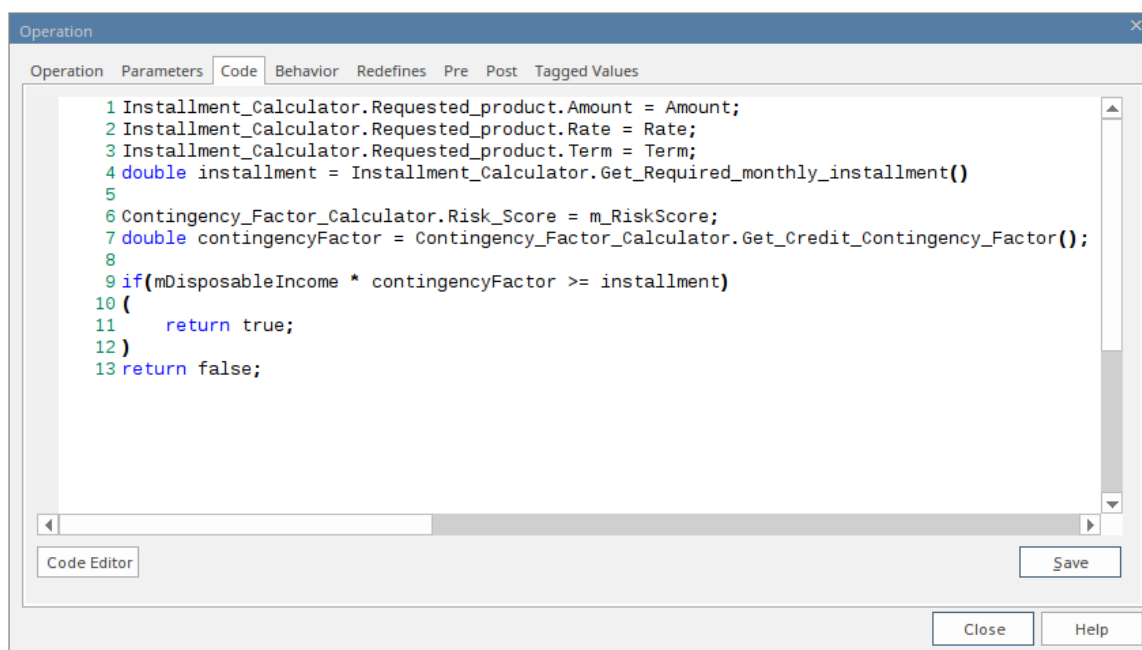 Operation
Operation Parameters Code Behavior Redefines Pre Post Tagged Values
1 Installment_Calculator.Requested_product.Amount = Amount;
2 Installment_Calculator.Requested_product.Rate = Rate;
3 Installment_Calculator.Requested_product.Term = Term;
4 double installment = Installment_Calculator.Get_Required_monthly_installment()
5
6 Contingency_Factor_Calculator.Risk_Score = m_RiskScore;
7 double contingencyFactor = Contingency_Factor_Calculator.Get_Credit_Contingency_Factor();
8
9 if(mDisposableIncome * contingencyFactor >= installment)
10 (
11 return true;
12 )
13 return false;
Code Editor Save
Close Help